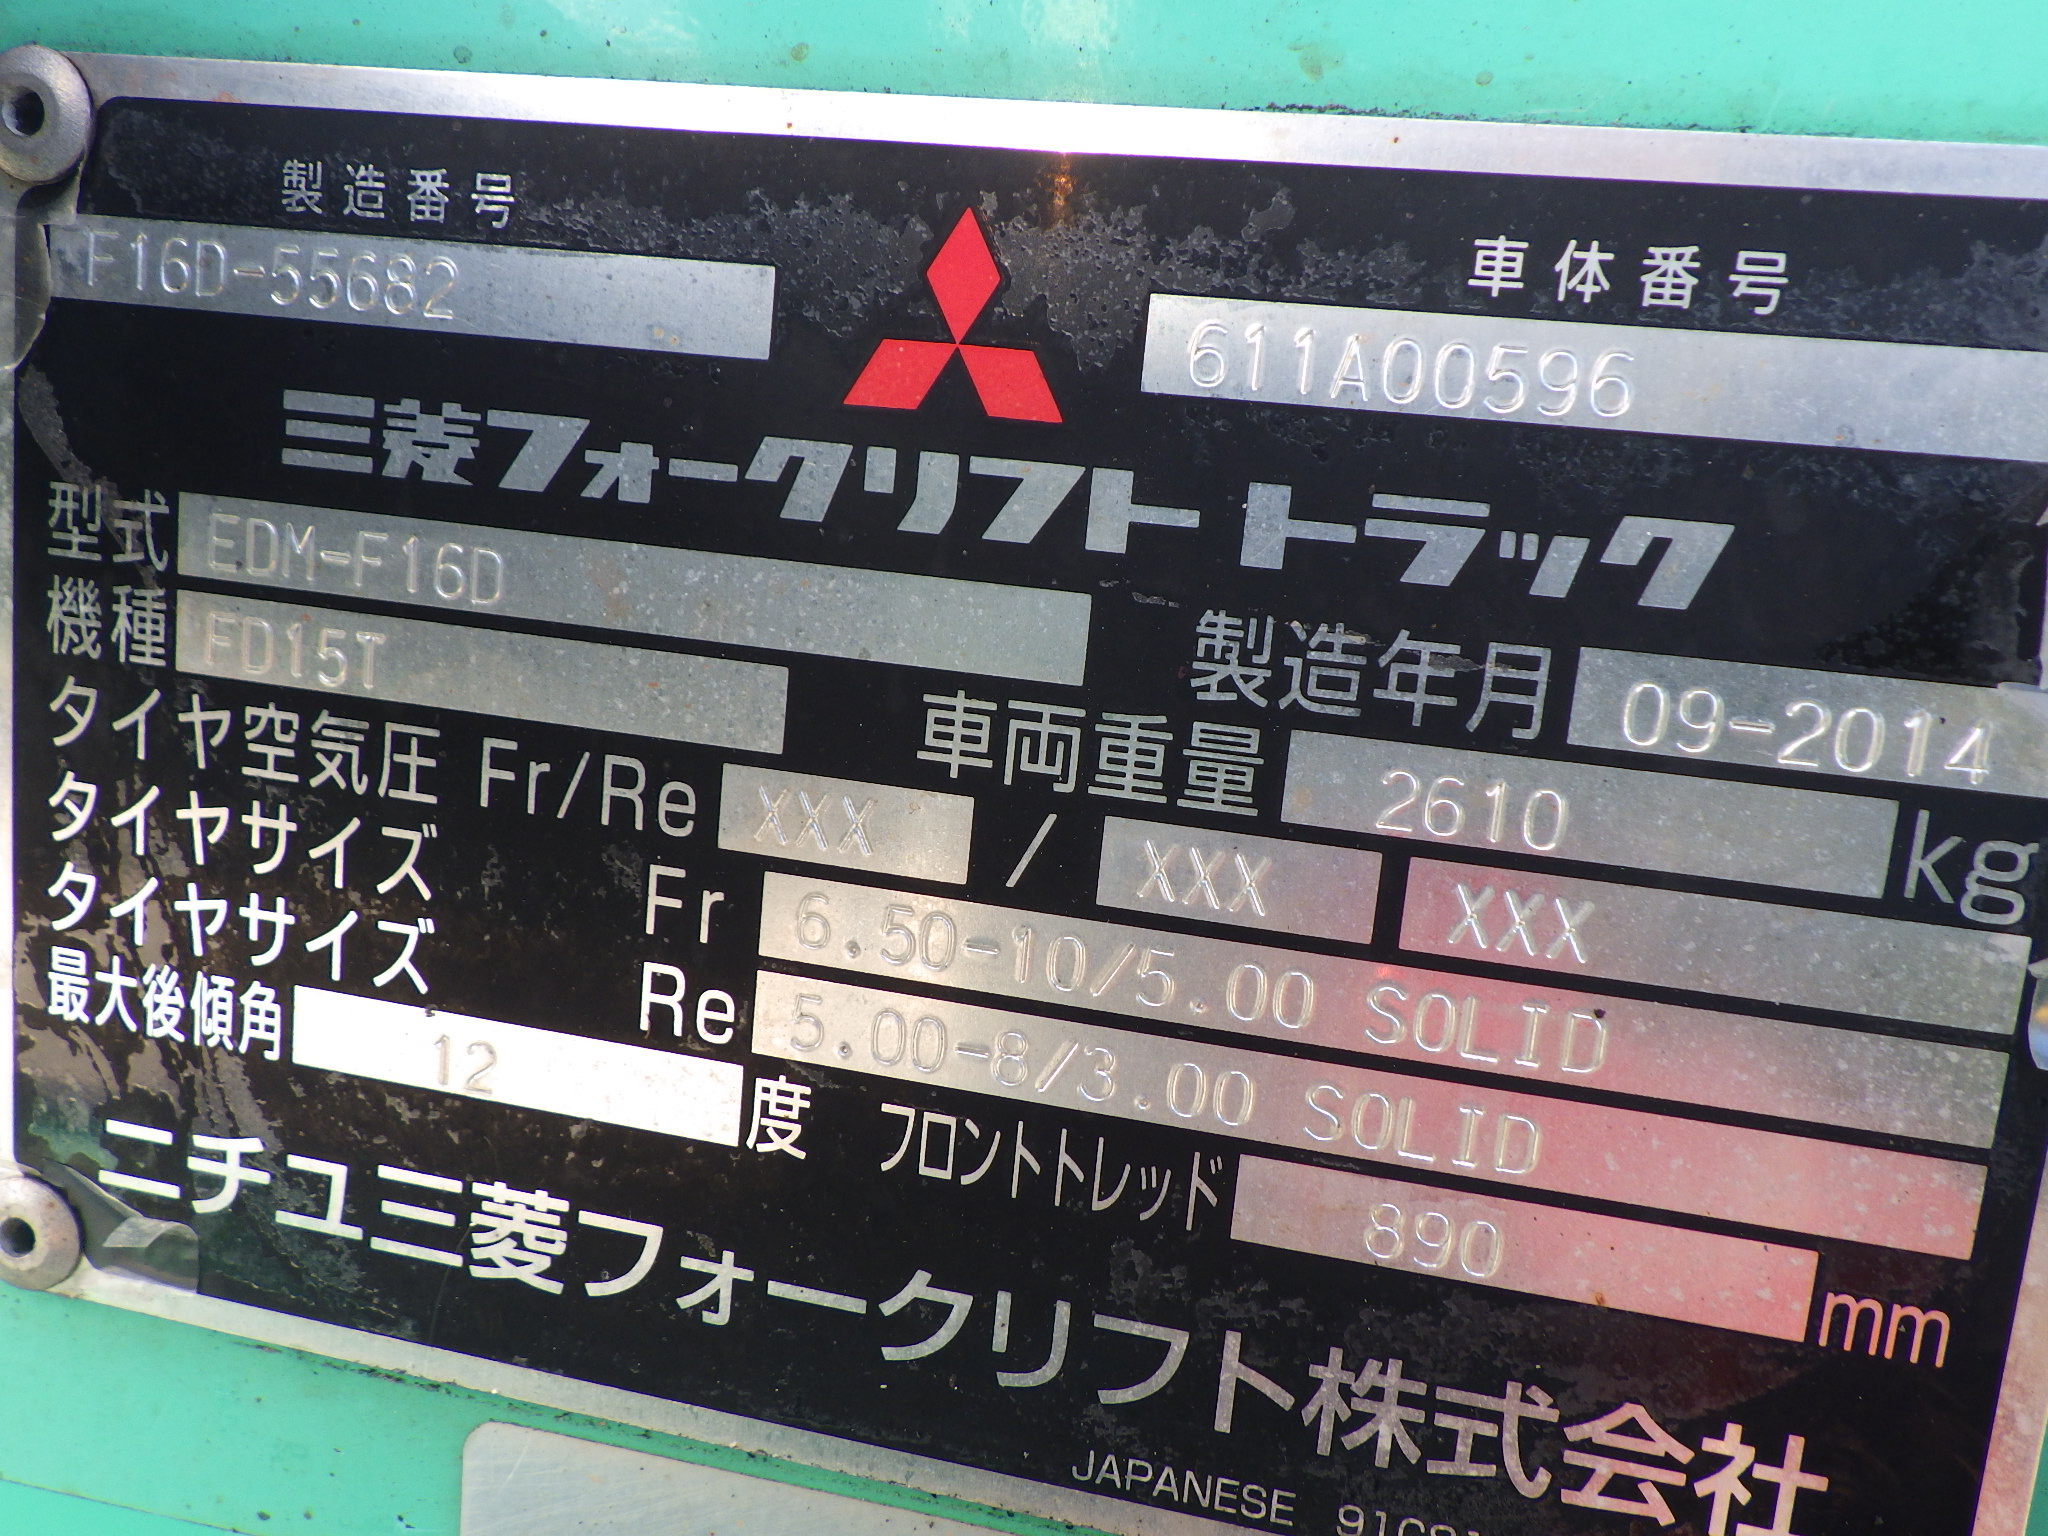 製造番号
F16D-55682
車体番号
611A00596
三菱フォークリフト トラック
型式 EDM-F16D
機種 FD15T
製造年月 09-2014
車両重量 2610 kg
タイヤ空気圧 Fr/Re XXX / XXX XXX
タイヤサイズ Fr 6.50-10/5.00 SOLID
タイヤサイズ Re 5.00-8/3.00 SOLID
最大後傾角 12 度
フロントトレッド 890 mm
ニチユ三菱フォークリフト株式会社
JAPANESE